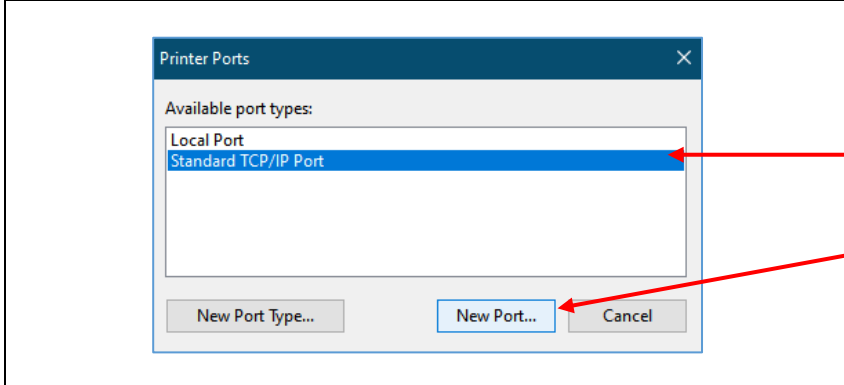 Printer Ports
Available port types:
Local Port
Standard TCP/IP Port
New Port Type... New Port... Cancel